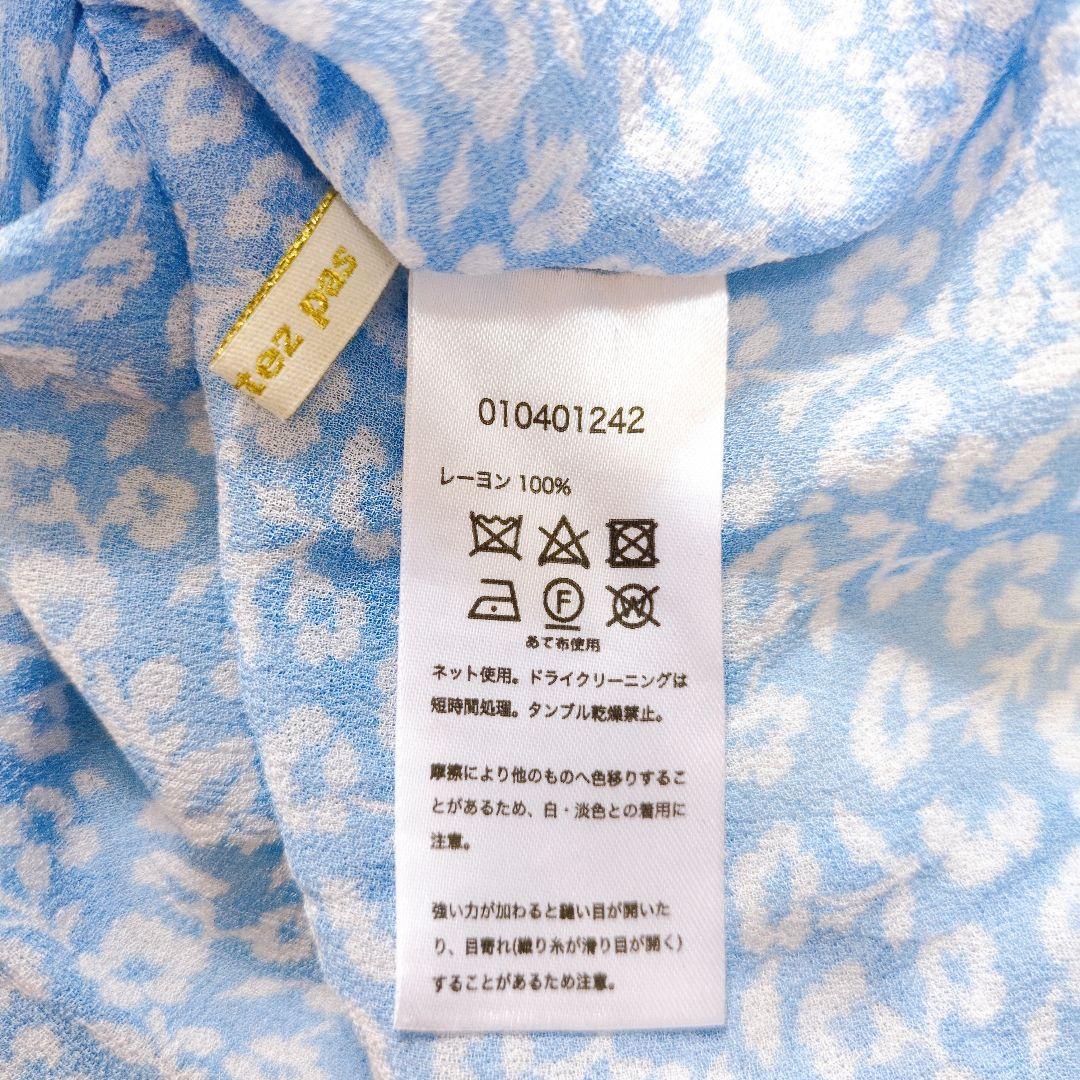 tez pas
010401242
レーヨン 100%
F
W
あて布使用
ネット使用。ドライクリーニングは
短時間処理。タンブル乾燥禁止。
摩擦により他のものへ色移りするこ
とがあるため、白・淡色との着用に
注意。
強い力が加わると縫い目が開いた
り、目寄れ(織り糸が滑り目が開く)
することがあるため注意。